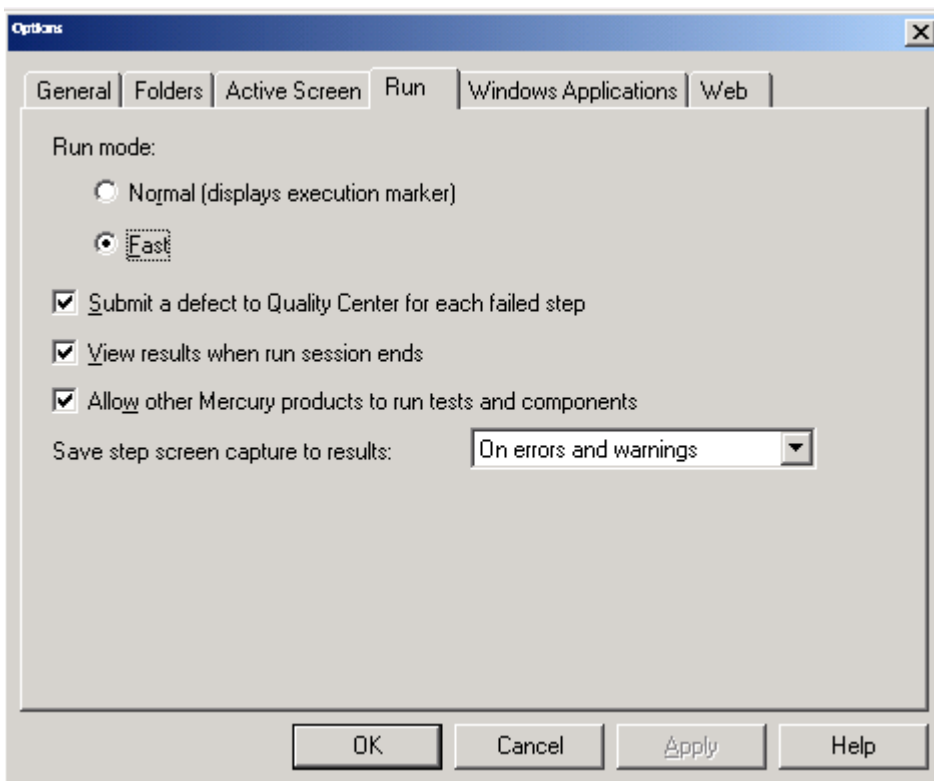 Options
General Folders Active Screen Run Windows Applications Web
Run mode:
Normal (displays execution marker)
Fast
Submit a defect to Quality Center for each failed step
View results when run session ends
Allow other Mercury products to run tests and components
Save step screen capture to results: On errors and warnings
OK Cancel Apply Help